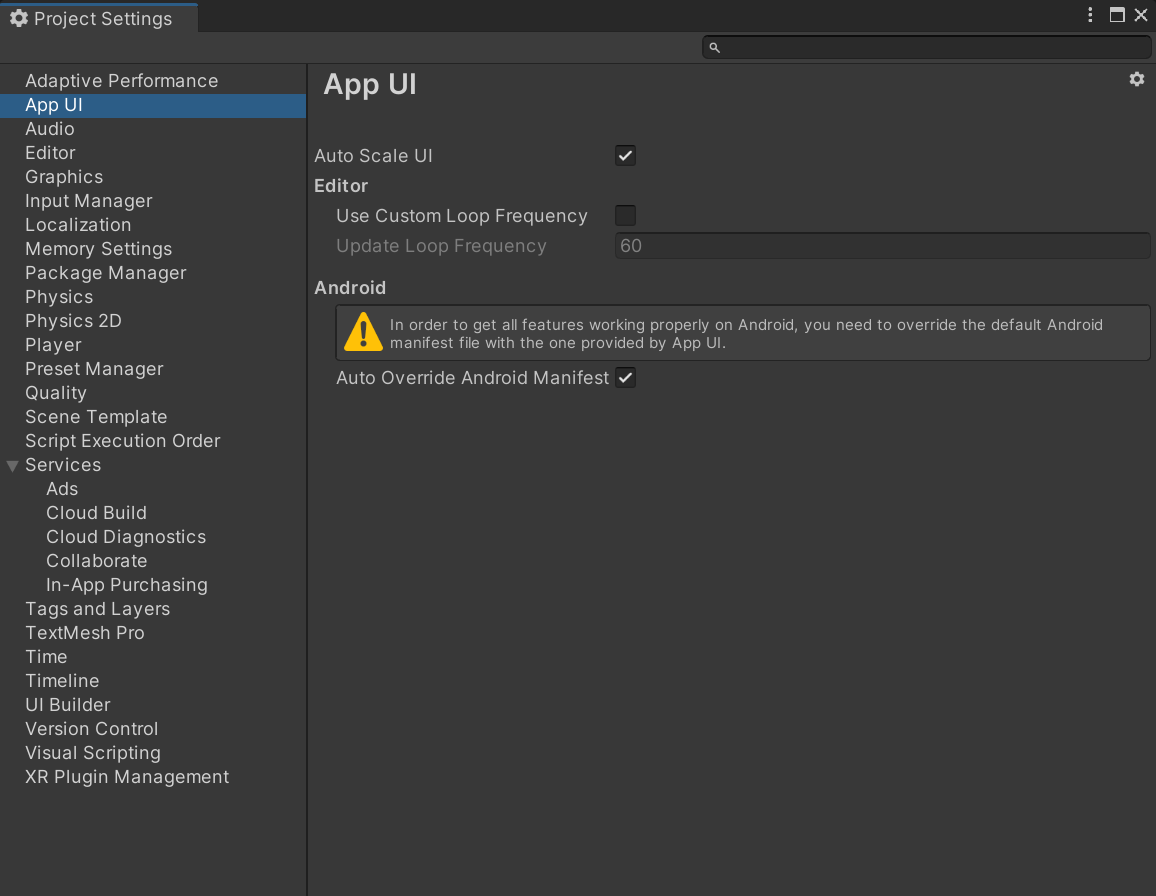 Project Settings
Adaptive Performance
App UI
Audio
Editor
Graphics
Input Manager
Localization
Memory Settings
Package Manager
Physics
Physics 2D
Player
Preset Manager
Quality
Scene Template
Script Execution Order
Services
Ads
Cloud Build
Cloud Diagnostics
Collaborate
In-App Purchasing
Tags and Layers
TextMesh Pro
Time
Timeline
UI Builder
Version Control
Visual Scripting
XR Plugin Management
App UI
Auto Scale UI
Editor
Use Custom Loop Frequency
Update Loop Frequency 60
Android
In order to get all features working properly on Android, you need to override the default Android
manifest file with the one provided by App UI.
Auto Override Android Manifest